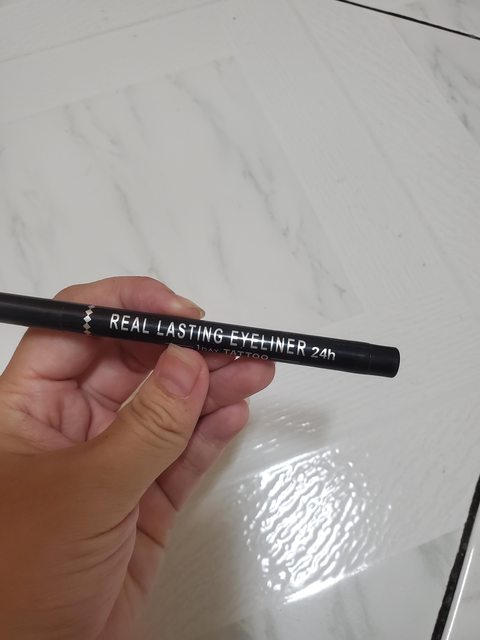 REAL LASTING EYELINER 24h
1DAY TATTOO